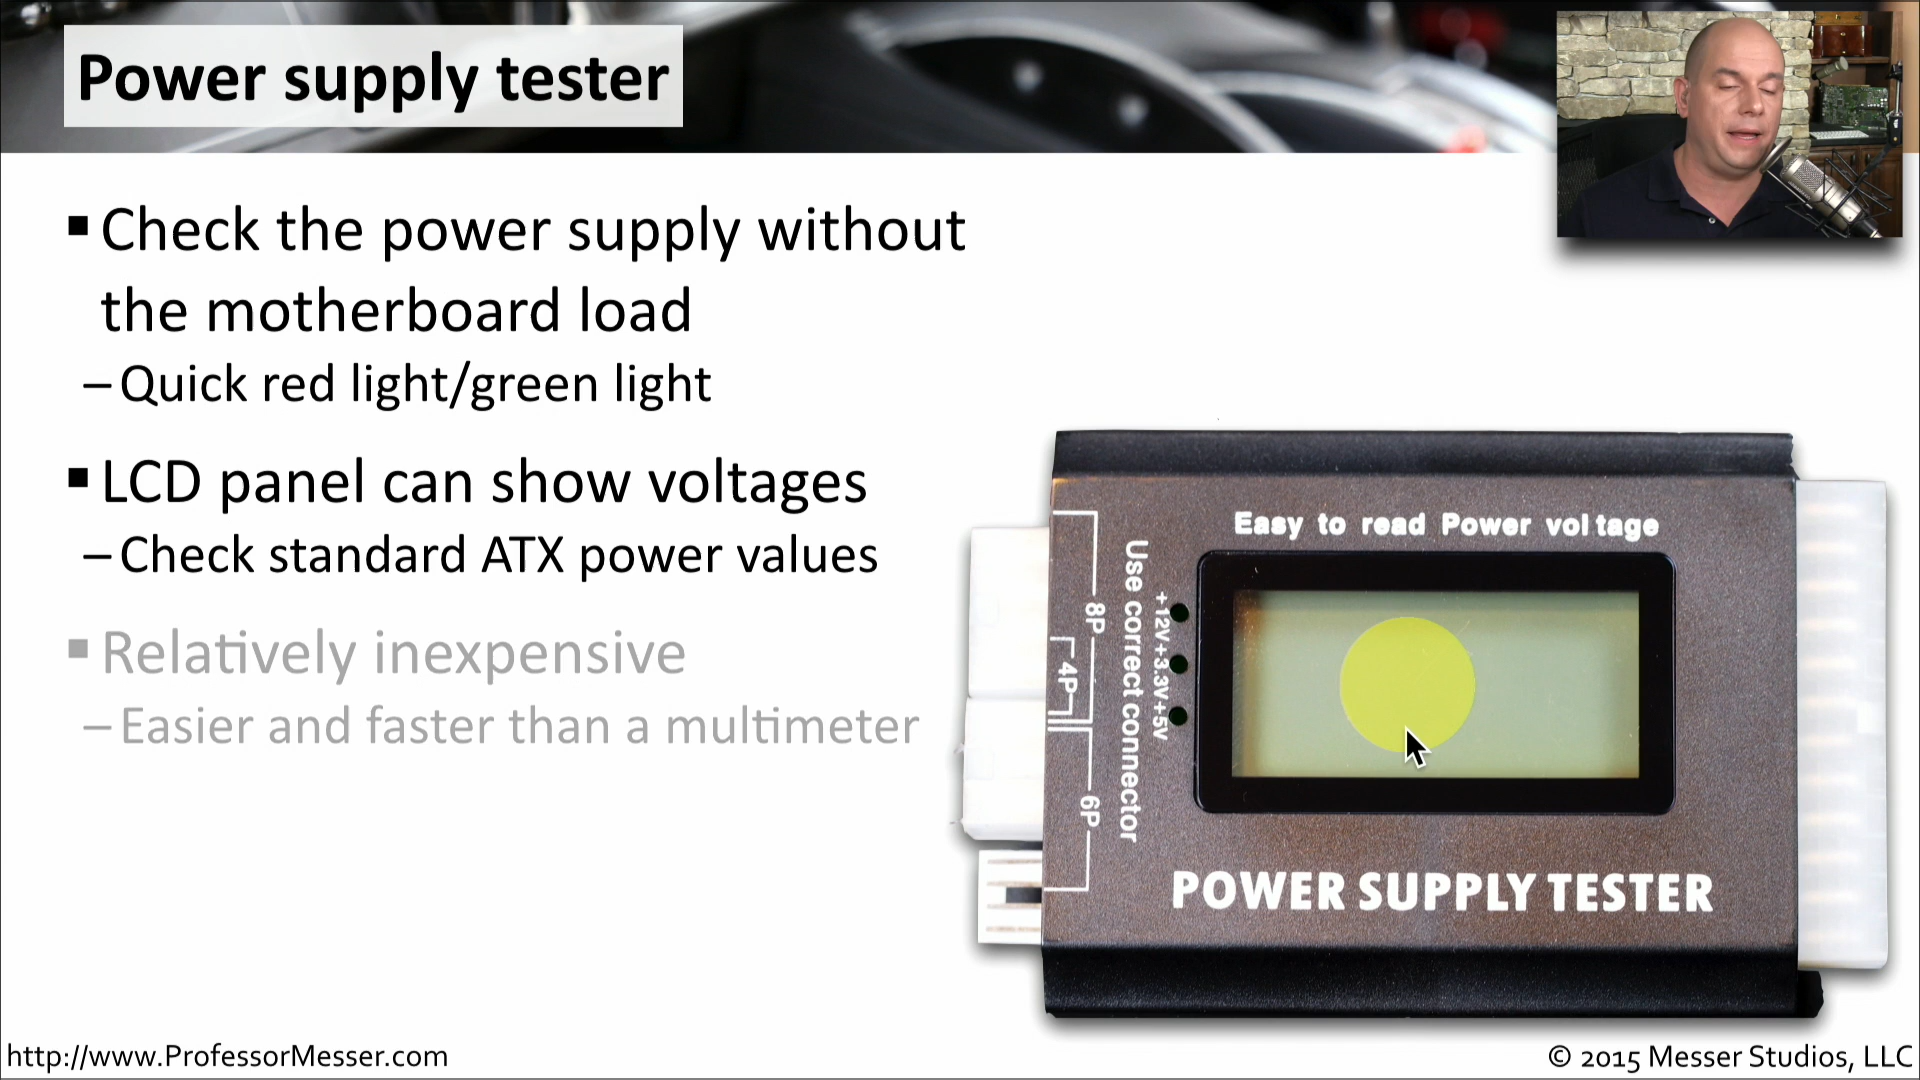 Power supply tester
▪ Check the power supply without
the motherboard load
– Quick red light/green light
▪ LCD panel can show voltages
– Check standard ATX power values
▪ Relatively inexpensive
– Easier and faster than a multimeter
Easy to read Power voltage
Use correct connector
+12V +3.3V +5V
8P
4P
6P
POWER SUPPLY TESTER
http://www.ProfessorMesser.com
© 2015 Messer Studios, LLC